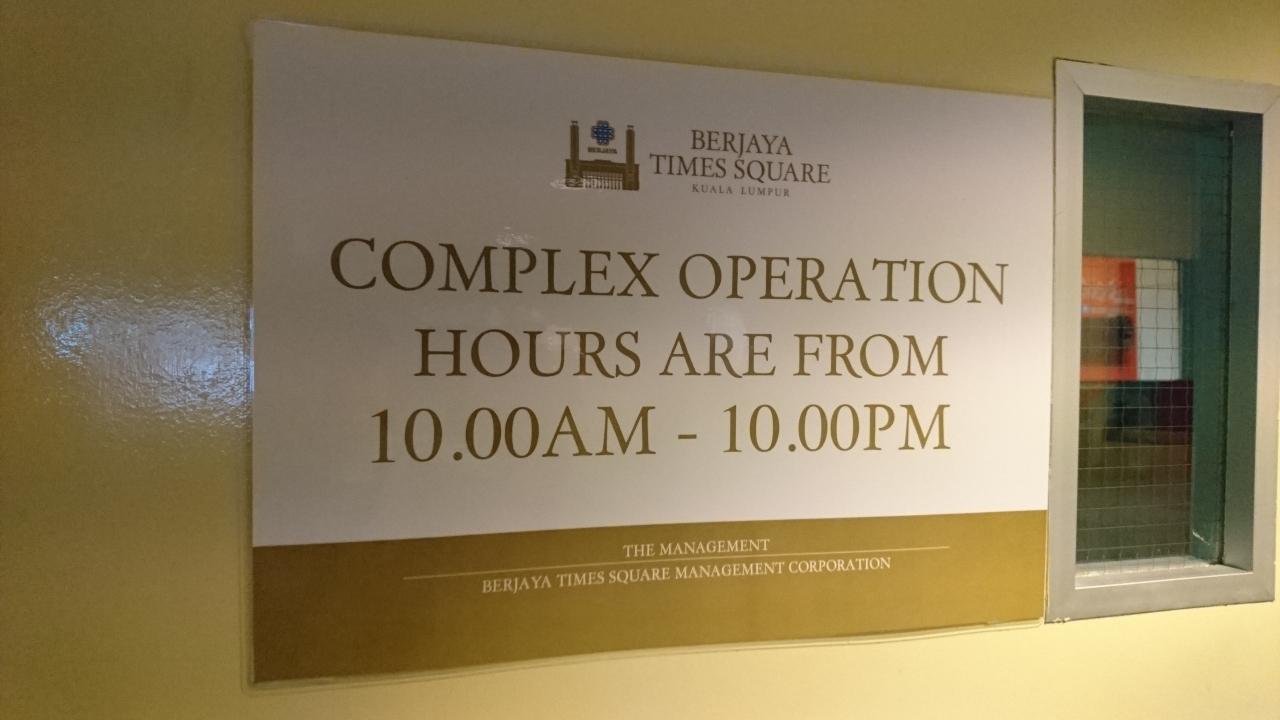 BERJAYA
BERJAYA
TIMES SQUARE
KUALA LUMPUR
COMPLEX OPERATION
HOURS ARE FROM
10.00AM - 10.00PM
THE MANAGEMENT
BERJAYA TIMES SQUARE MANAGEMENT CORPORATION